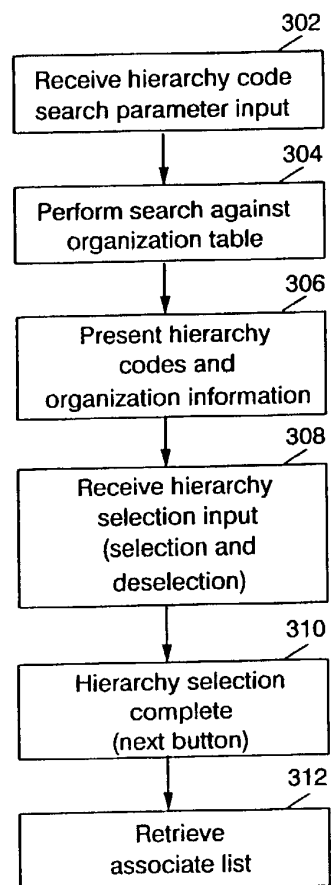 302
Receive hierarchy code
search parameter input
304
Perform search against
organization table
306
Present hierarchy
codes and
organization information
308
Receive hierarchy
selection input
(selection and
deselection)
310
Hierarchy selection
complete
(next button)
312
Retrieve
associate list